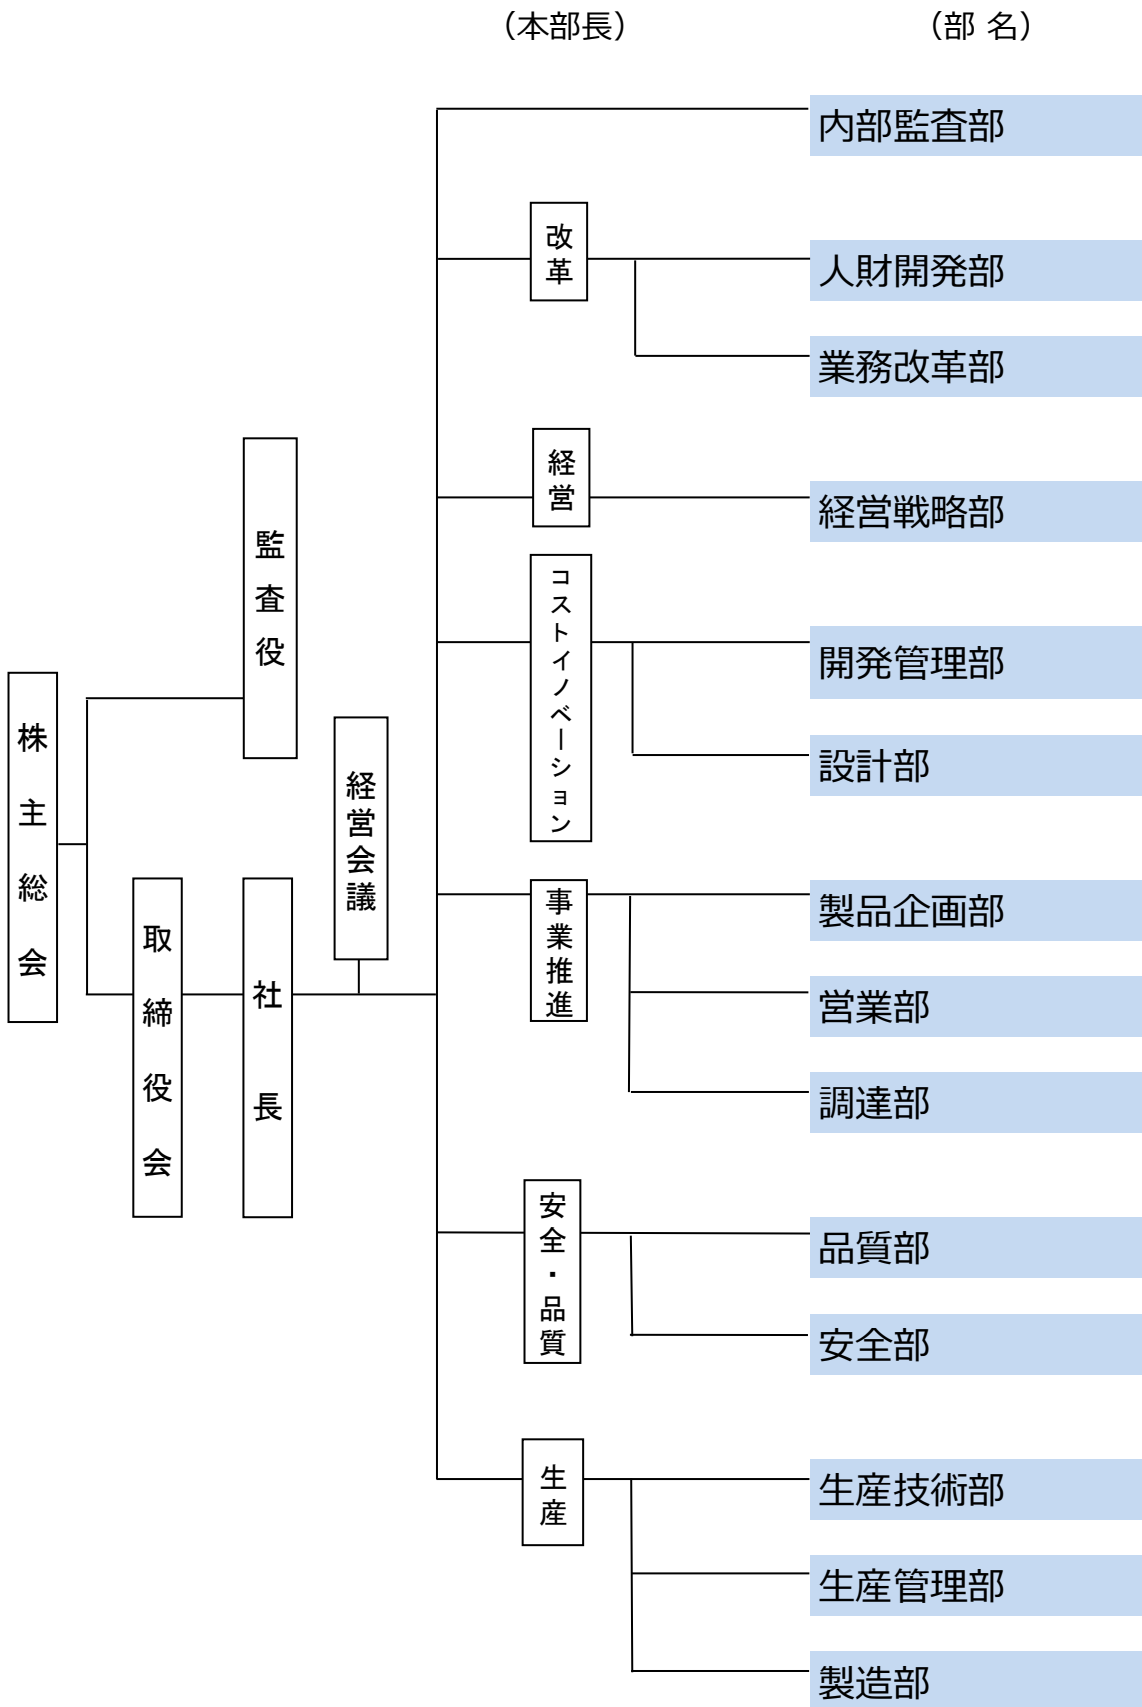 （本部長）
（部 名）
内部監査部
改革
人財開発部
業務改革部
経営
経営戦略部
監査役
コストイノベーション
開発管理部
設計部
株主総会
経営会議
取締役会
社長
事業推進
製品企画部
営業部
調達部
安全・品質
品質部
安全部
生産
生産技術部
生産管理部
製造部